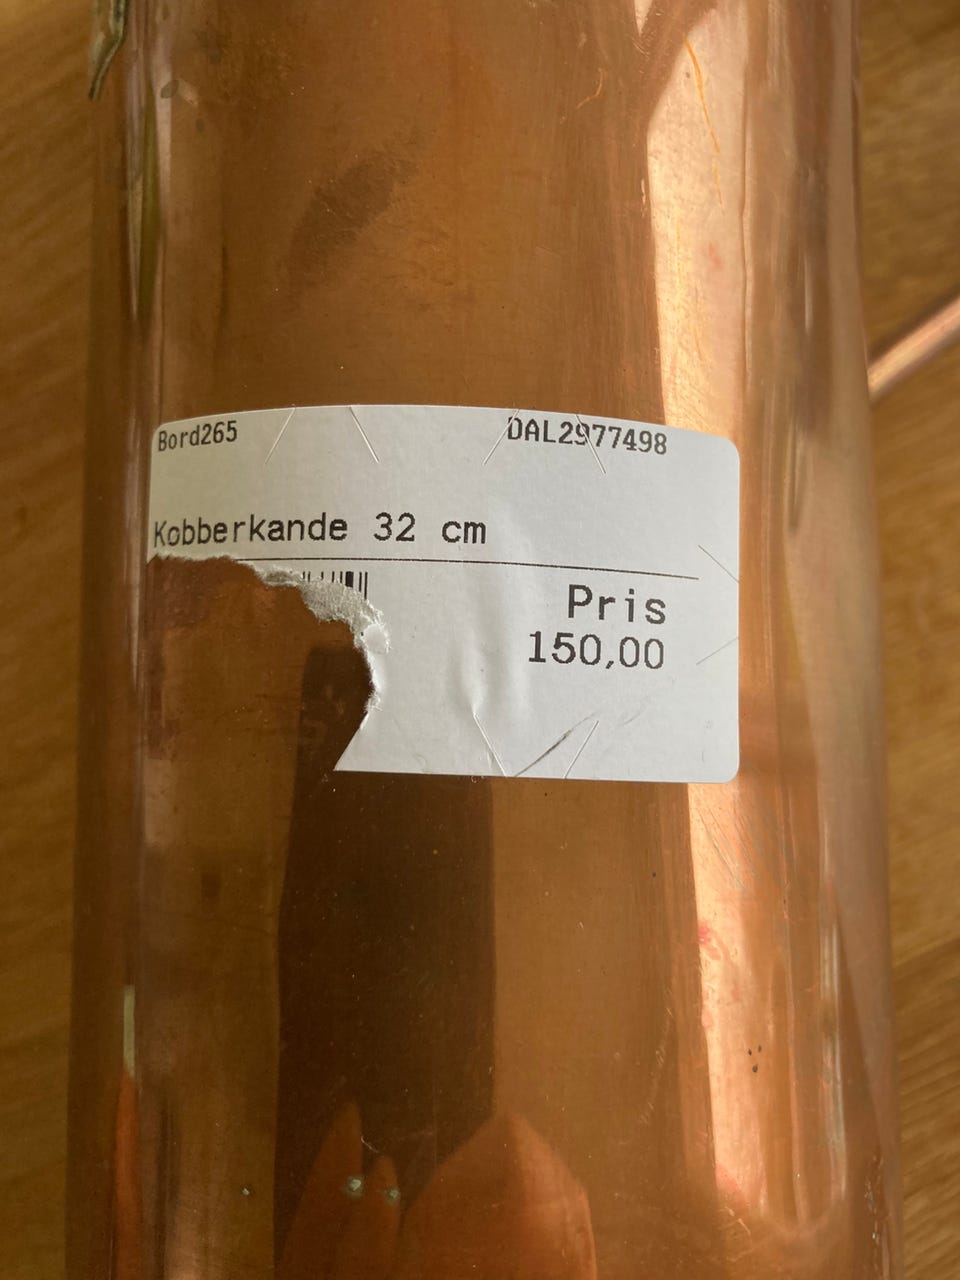 Bord265 DAL2977498
Kobberkande 32 cm
Pris
150,00